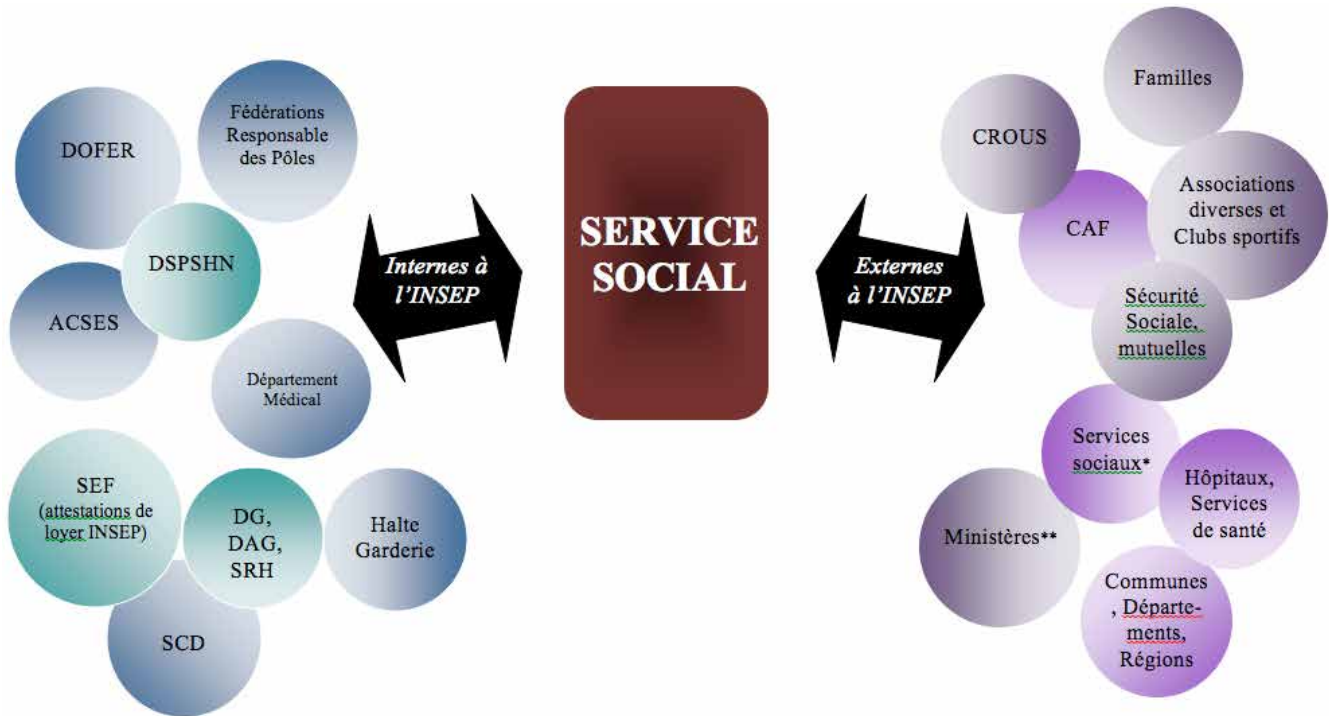 DOFER
Fédérations
Responsable
des Pôles
DSPSHN
ACSES
Département
Médical
SEF
(attestations de
loyer INSEP)
DG,
DAG,
SRH
Halte
Garderie
SCD
Internes à
l'INSEP
SERVICE
SOCIAL
Externes
à l'INSEP
Familles
CROUS
Associations
diverses et
Clubs sportifs
CAF
Sécurité
Sociale,
mutuelles
Services
sociaux*
Hôpitaux,
Services
de santé
Ministères**
Communes
, Départe-
ments,
Régions